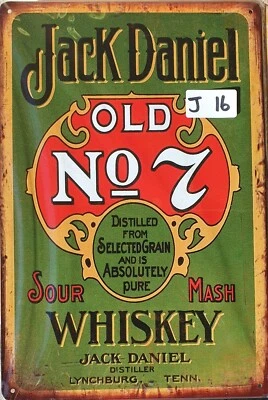 Jack Daniel
J 16
OLD
No 7
DISTILLED
FROM
SELECTED GRAIN
AND IS
ABSOLUTELY
PURE
SOUR MASH
WHISKEY
JACK DANIEL
DISTILLER
LYNCHBURG, - TENN.